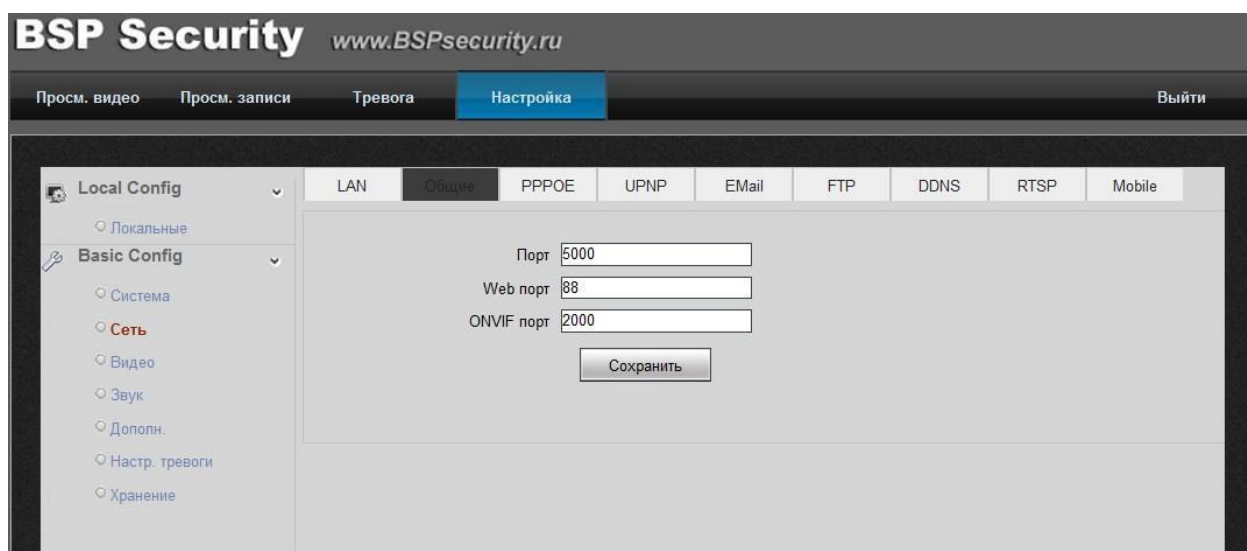 BSP Security www.BSPsecurity.ru
Просм. видео Просм. записи Тревога Настройка Выйти
Local Config
Локальные
Basic Config
Система
Сеть
Видео
Звук
Дополн.
Настр. тревоги
Хранение
LAN Общие PPPOE UPNP EMail FTP DDNS RTSP Mobile
Порт 5000
Web порт 88
ONVIF порт 2000
Сохранить